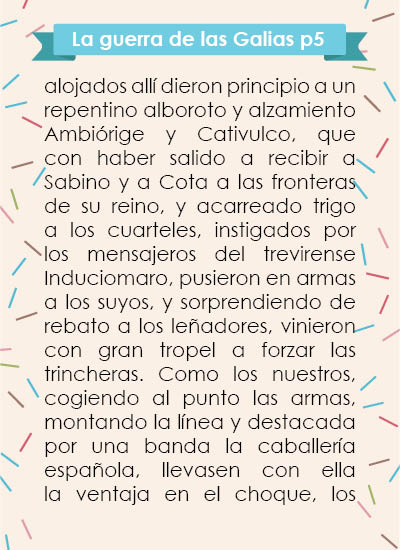 La guerra de las Galias p5
alojados allí dieron principio a un
repentino alboroto y alzamiento
Ambiórige y Cativulco, que
con haber salido a recibir a
Sabino y a Cota a las fronteras
de su reino, y acarreado trigo
a los cuarteles, instigados por
los mensajeros del trevirense
Induciomaro, pusieron en armas
a los suyos, y sorprendiendo de
rebato a los leñadores, vinieron
con gran tropel a forzar las
trincheras. Como los nuestros,
cogiendo al punto las armas,
montando la línea y destacada
por una banda la caballería
española, llevasen con ella
la ventaja en el choque, los